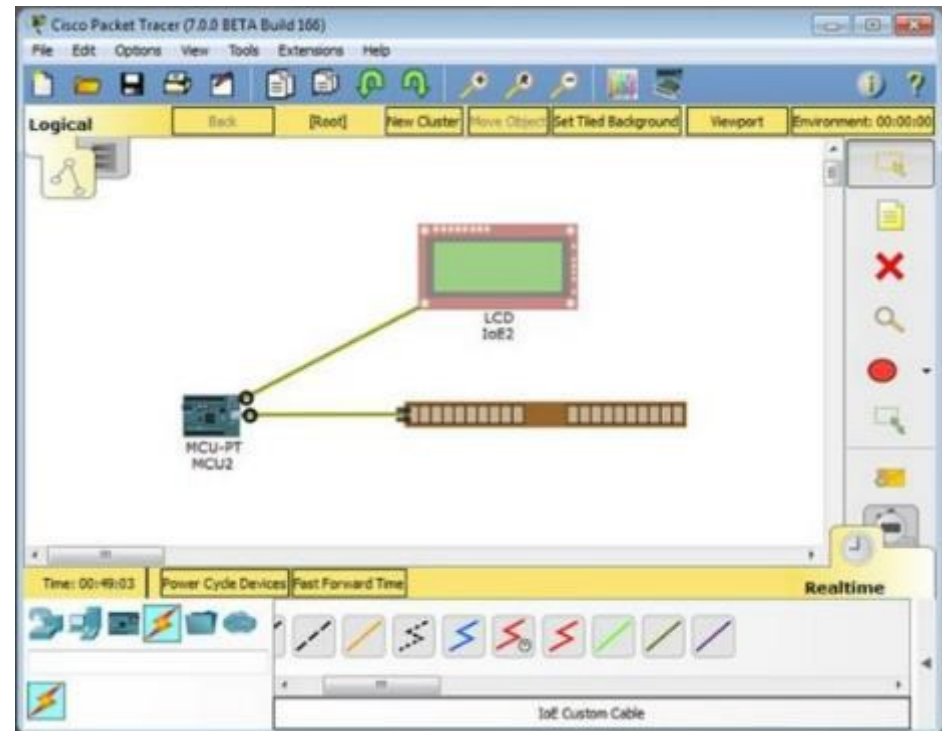 Cisco Packet Tracer (7.0.0 BETA Build 166)
File Edit Options View Tools Extensions Help
Logical Back [Root] New Cluster Move Object Set Tiled Background Viewport Environment: 00:00:00
LCD
IoE2
MCU-PT
MCU2
Time: 00:49:03 Power Cycle Devices Fast Forward Time Realtime
IoE Custom Cable